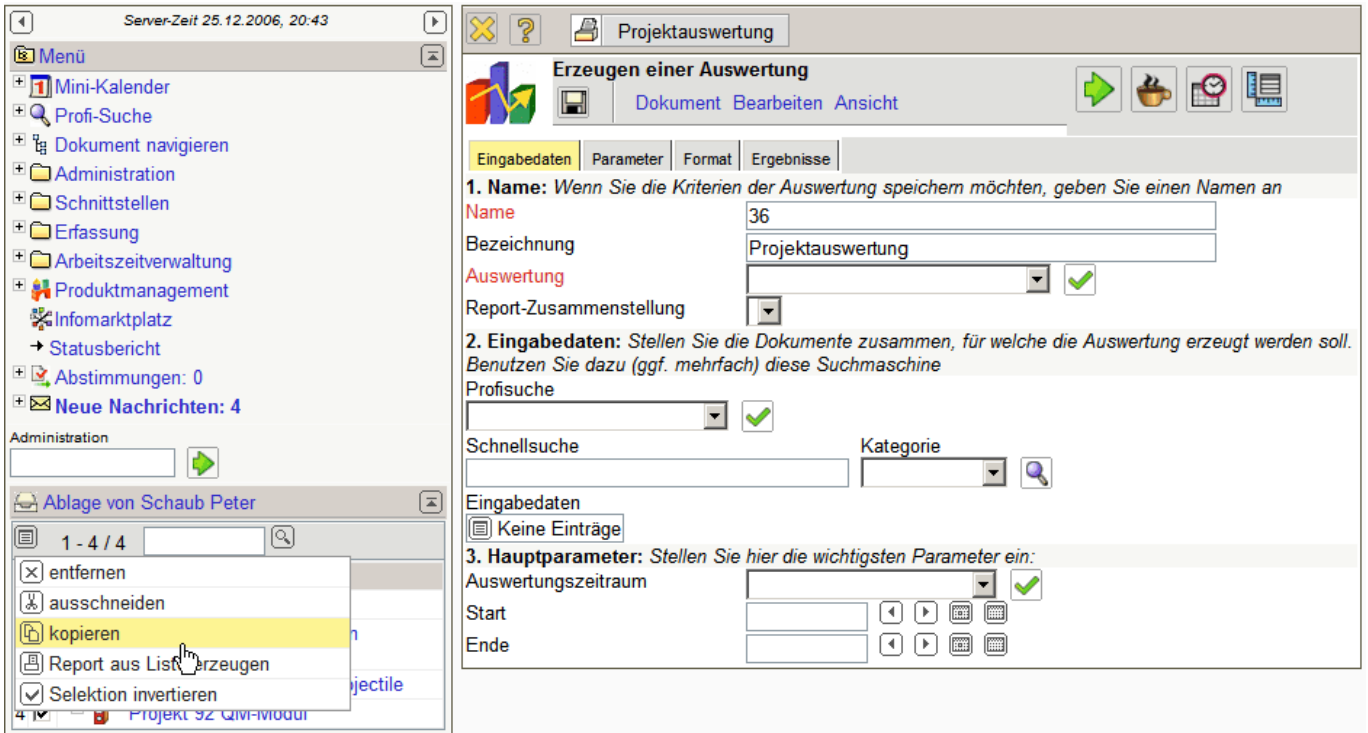 Server-Zeit 25.12.2006, 20:43
Menü
Mini-Kalender
Profi-Suche
Dokument navigieren
Administration
Schnittstellen
Erfassung
Arbeitszeitverwaltung
Produktmanagement
Infomarktplatz
Statusbericht
Abstimmungen: 0
Neue Nachrichten: 4
Administration
Ablage von Schaub Peter
1 - 4 / 4
entfernen
ausschneiden
kopieren
Report aus List erzeugen
Selektion invertieren
jectile
4 Projekt 92 QM-Modul
Projektauswertung
Erzeugen einer Auswertung
Dokument Bearbeiten Ansicht
Eingabedaten Parameter Format Ergebnisse
1. Name: Wenn Sie die Kriterien der Auswertung speichern möchten, geben Sie einen Namen an
Name 36
Bezeichnung Projektauswertung
Auswertung
Report-Zusammenstellung
2. Eingabedaten: Stellen Sie die Dokumente zusammen, für welche die Auswertung erzeugt werden soll.
Benutzen Sie dazu (ggf. mehrfach) diese Suchmaschine
Profisuche
Schnellsuche Kategorie
Eingabedaten
Keine Einträge
3. Hauptparameter: Stellen Sie hier die wichtigsten Parameter ein:
Auswertungszeitraum
Start
Ende